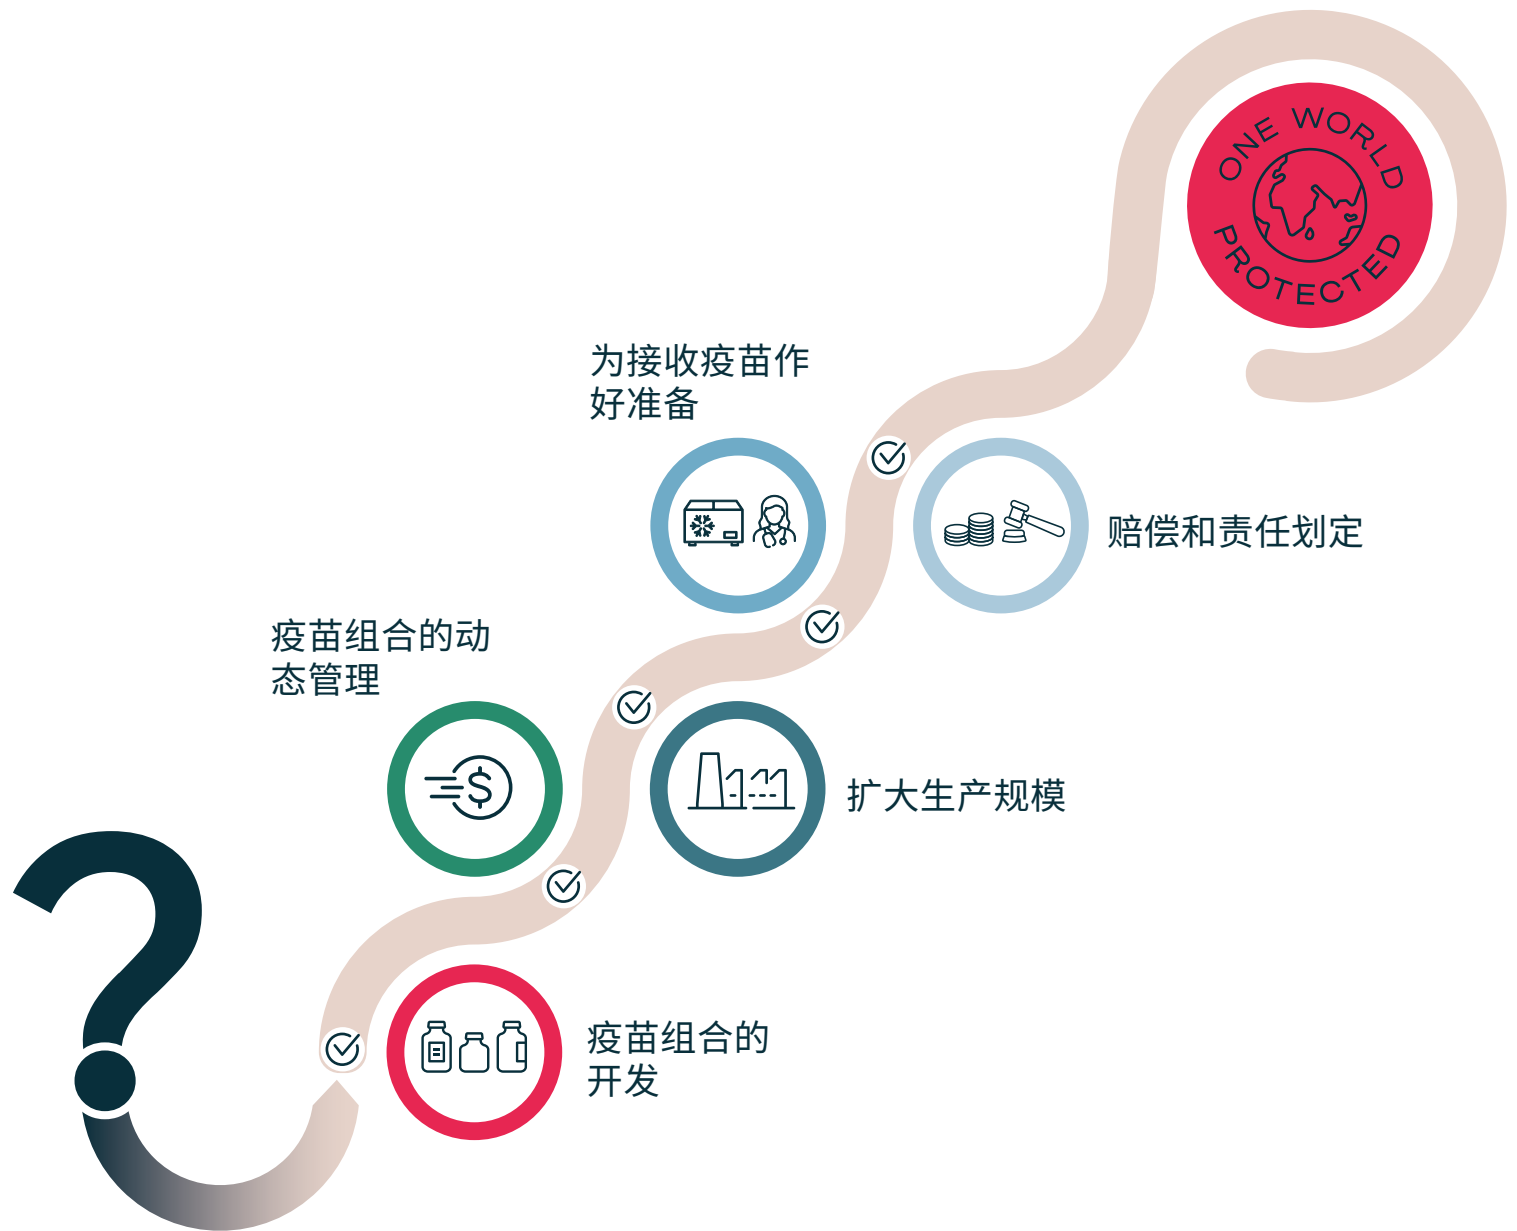 ONE WORLD
PROTECTED
为接收疫苗作
好准备
赔偿和责任划定
疫苗组合的动
态管理
扩大生产规模
疫苗组合的
开发